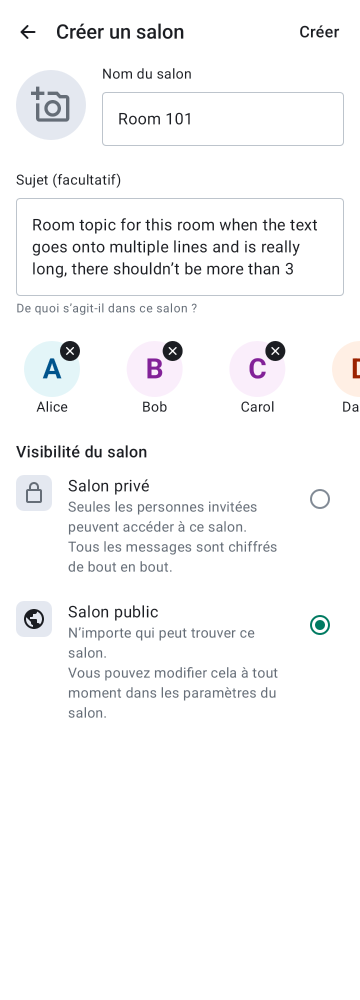 Créer un salon
Créer
Nom du salon
Room 101
Sujet (facultatif)
Room topic for this room when the text
goes onto multiple lines and is really
long, there shouldn’t be more than 3
De quoi s’agit-il dans ce salon ?
A B C D
Alice Bob Carol Da
Visibilité du salon
Salon privé
Seules les personnes invitées
peuvent accéder à ce salon.
Tous les messages sont chiffrés
de bout en bout.
Salon public
N’importe qui peut trouver ce
salon.
Vous pouvez modifier cela à tout
moment dans les paramètres du
salon.